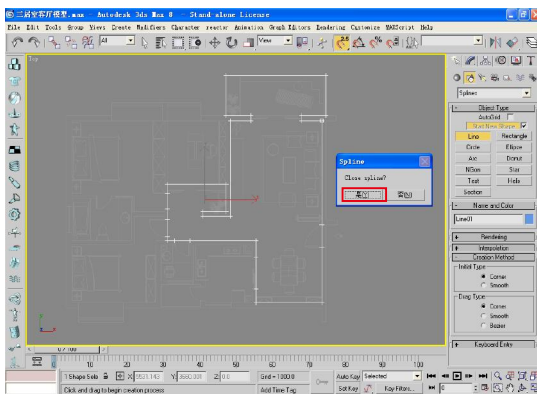 三居室客厅模型.max - Autodesk 3ds Max 8 - Stand-alone License
File Edit Tools Group Views Create Modifiers Character reactor Animation Graph Editors Rendering Customize MAXScript Help
All
View
2.5
Top
Splines
Object Type
AutoGrid
Start New Shape
Line Rectangle
Circle Ellipse
Arc Donut
NGon Star
Text Helix
Section
Name and Color
Line01
Rendering
Interpolation
Creation Method
Initial Type
Corner
Smooth
Drag Type
Corner
Smooth
Bezier
Keyboard Entry
Spline
Close spline?
是(Y) 否(N)
0 / 100
10 20 30 40 50 60 70 80 90 100
1 Shape Sele
X: Y: Z: 0.0
Grid = 1000.0
Auto Key Selected
Click and drag to begin creation process
Add Time Tag
Set Key Key Filters...
0